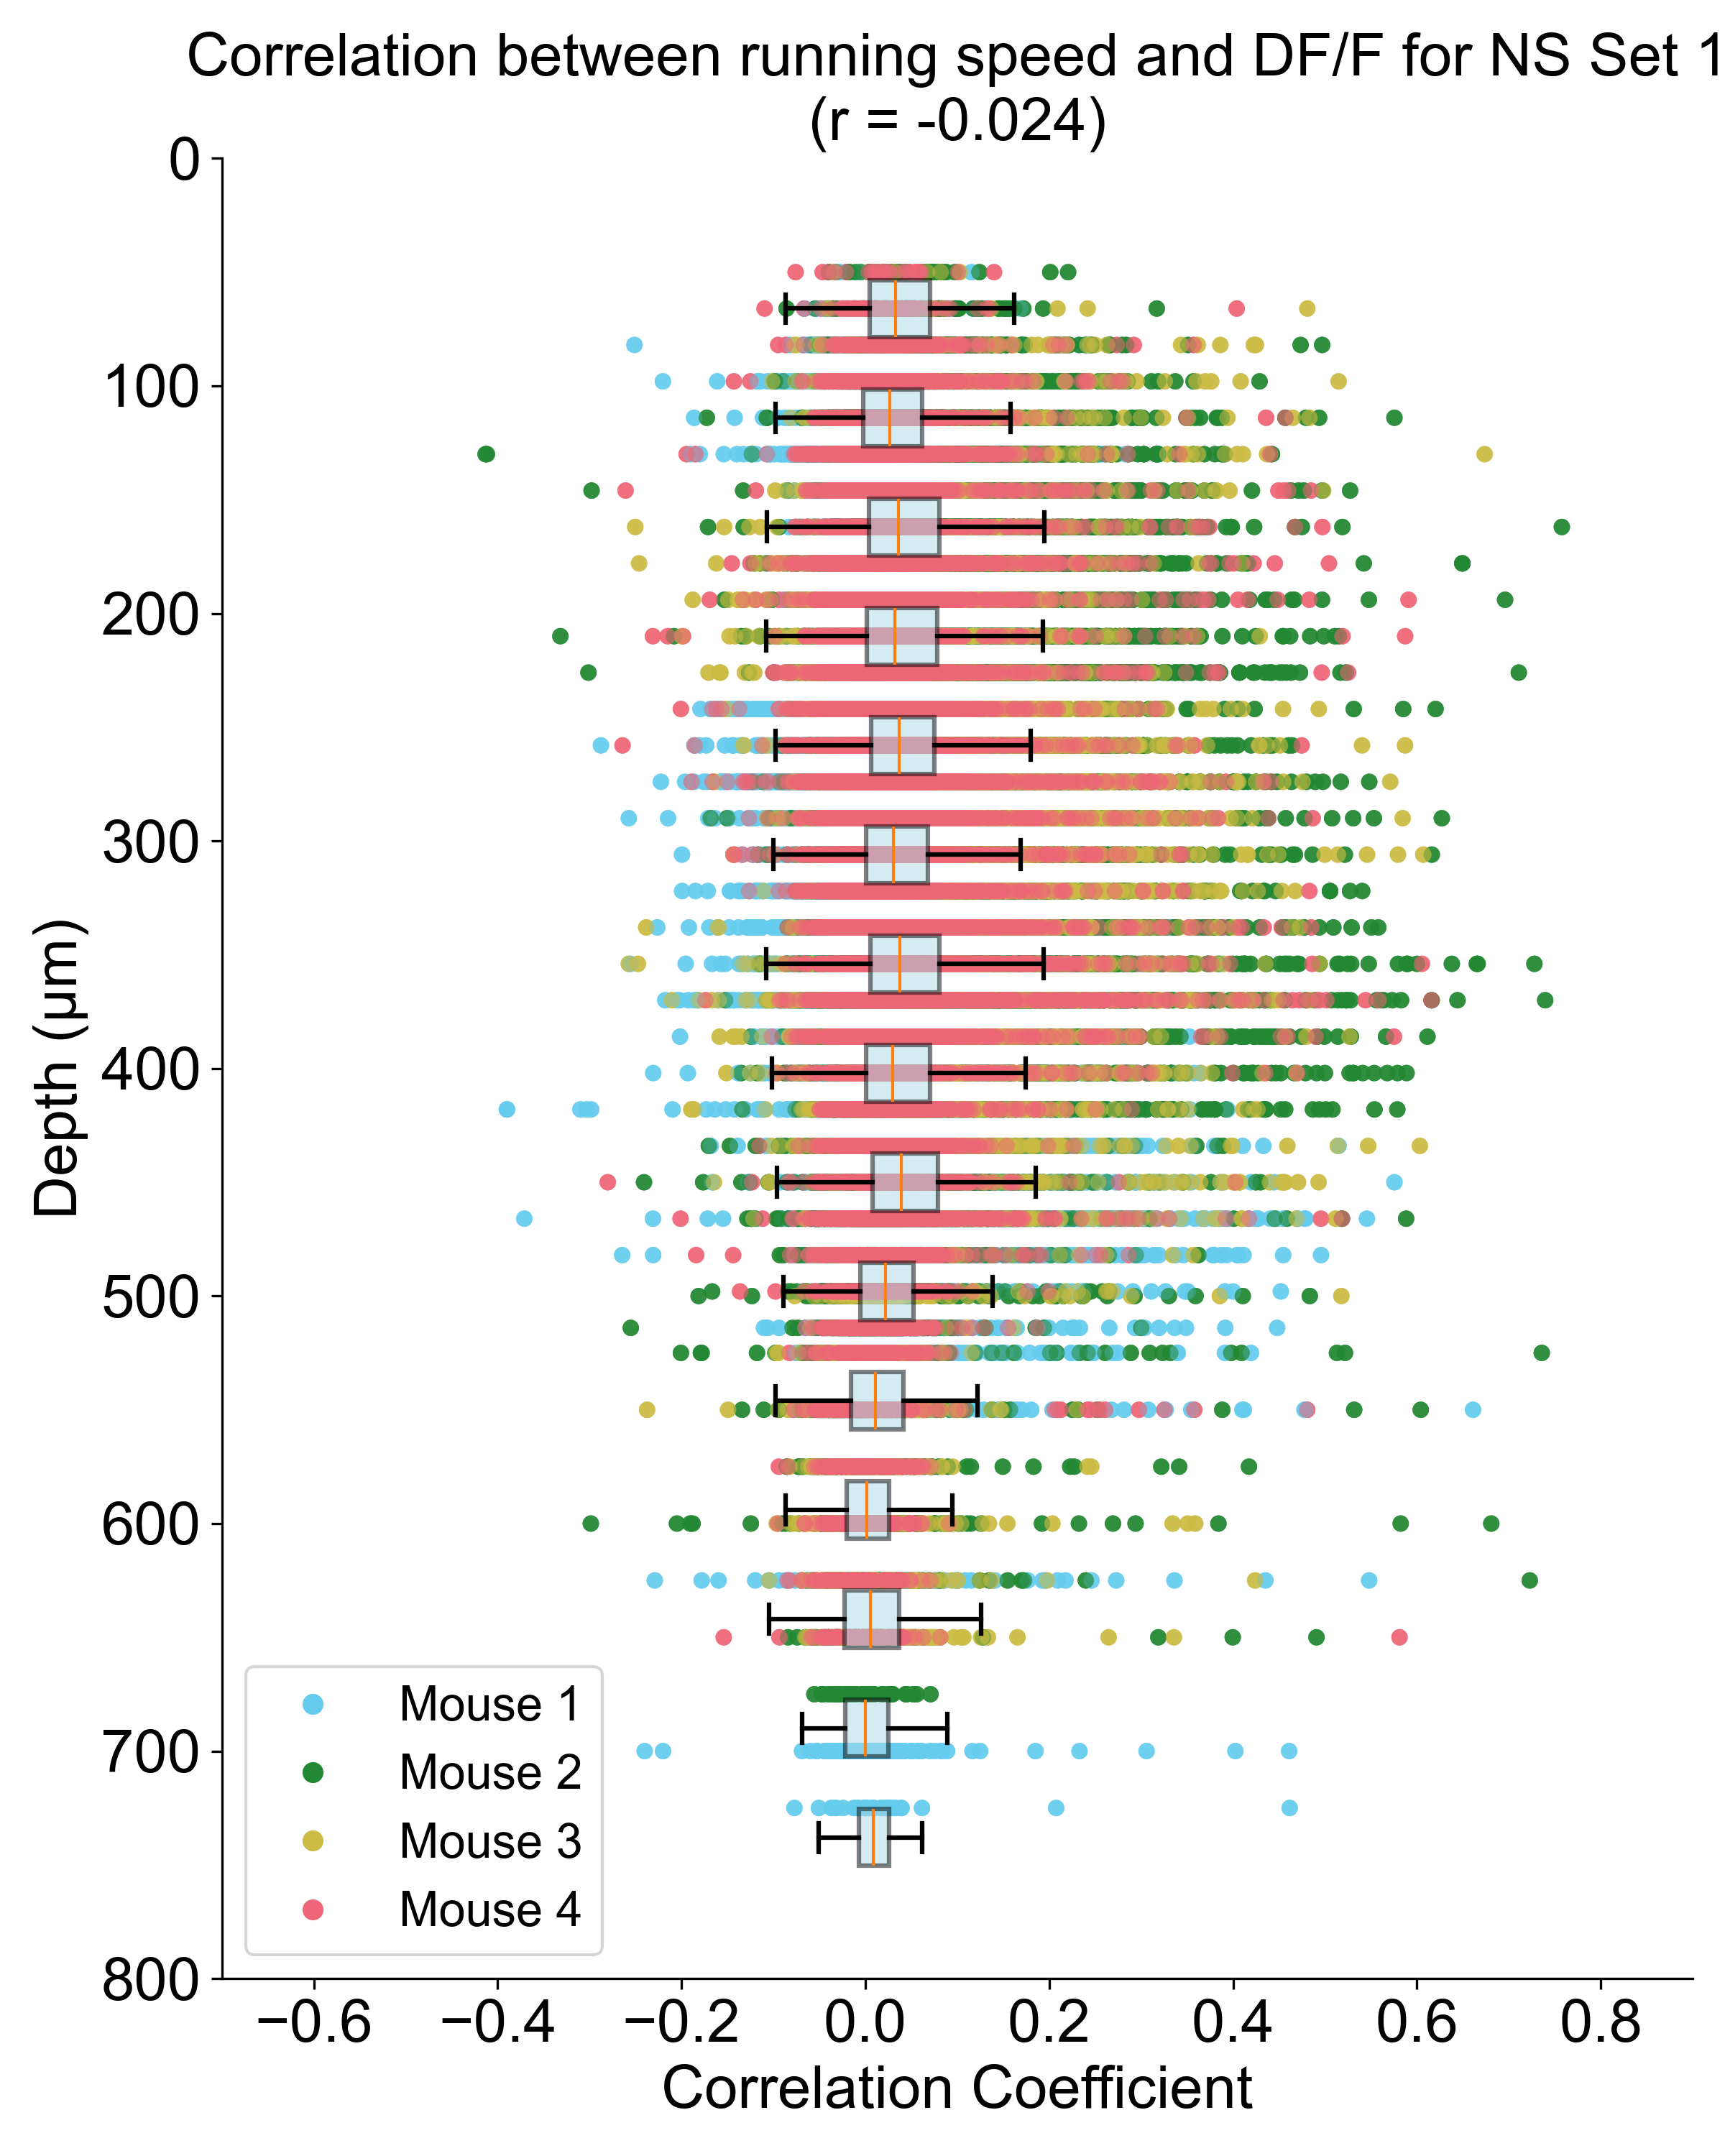 Correlation between running speed and DF/F for NS Set 1
(r = -0.024)
0
100
200
300
400
500
600
700
800
Depth (µm)
Mouse 1
Mouse 2
Mouse 3
Mouse 4
−0.6 −0.4 −0.2 0.0 0.2 0.4 0.6 0.8
Correlation Coefficient